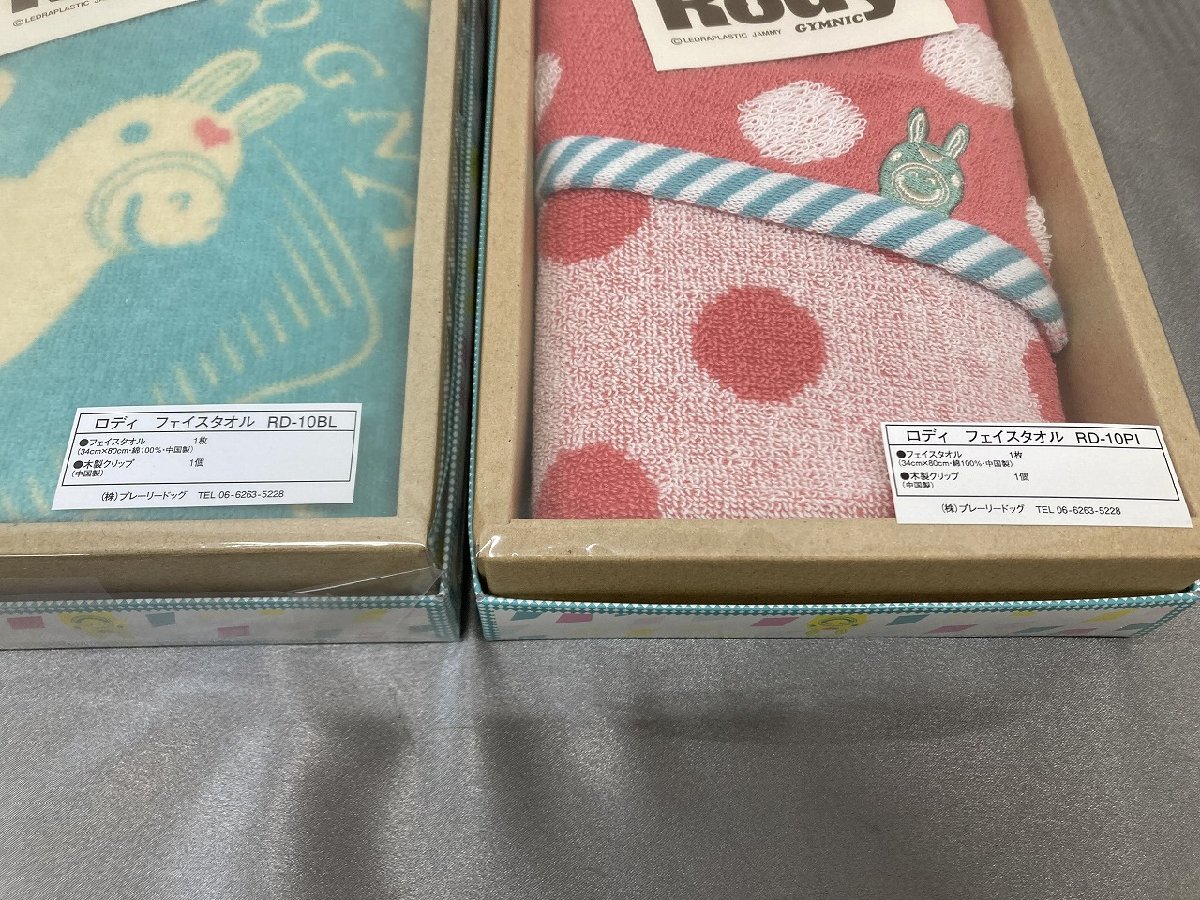 ©LEDRAPLASTIC JAMMY
OGNA
ロディ フェイスタオル RD-10BL
●フェイスタオル 1枚
(34cm×80cm・綿100%・中国製)
●木製クリップ 1個
(中国製)
(株)プレーリードッグ TEL 06-6263-5228
Rody
©LEDRAPLASTIC JAMMY GYMNIC
ロディ フェイスタオル RD-10PI
●フェイスタオル 1枚
(34cm×80cm・綿100%・中国製)
●木製クリップ 1個
(中国製)
(株)プレーリードッグ TEL 06-6263-5228